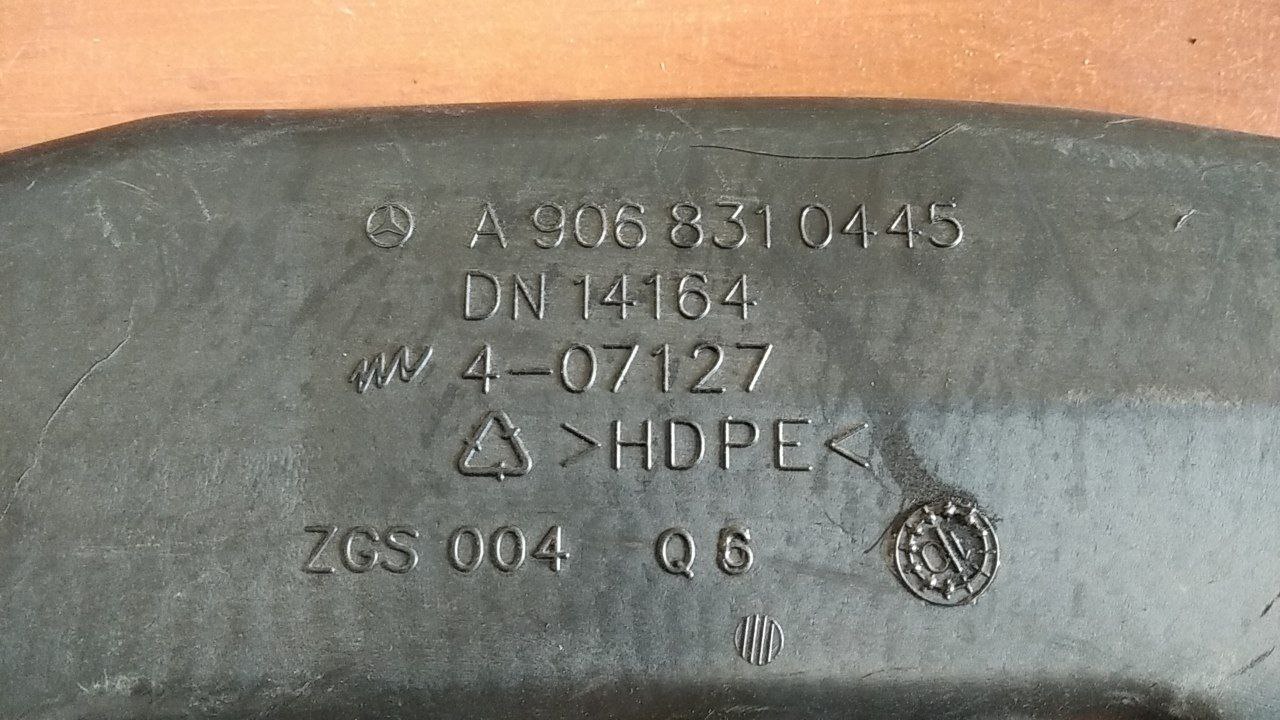 A 906 831 0445
DN 14164
4-07127
>HDPE<
ZGS 004 Q 6